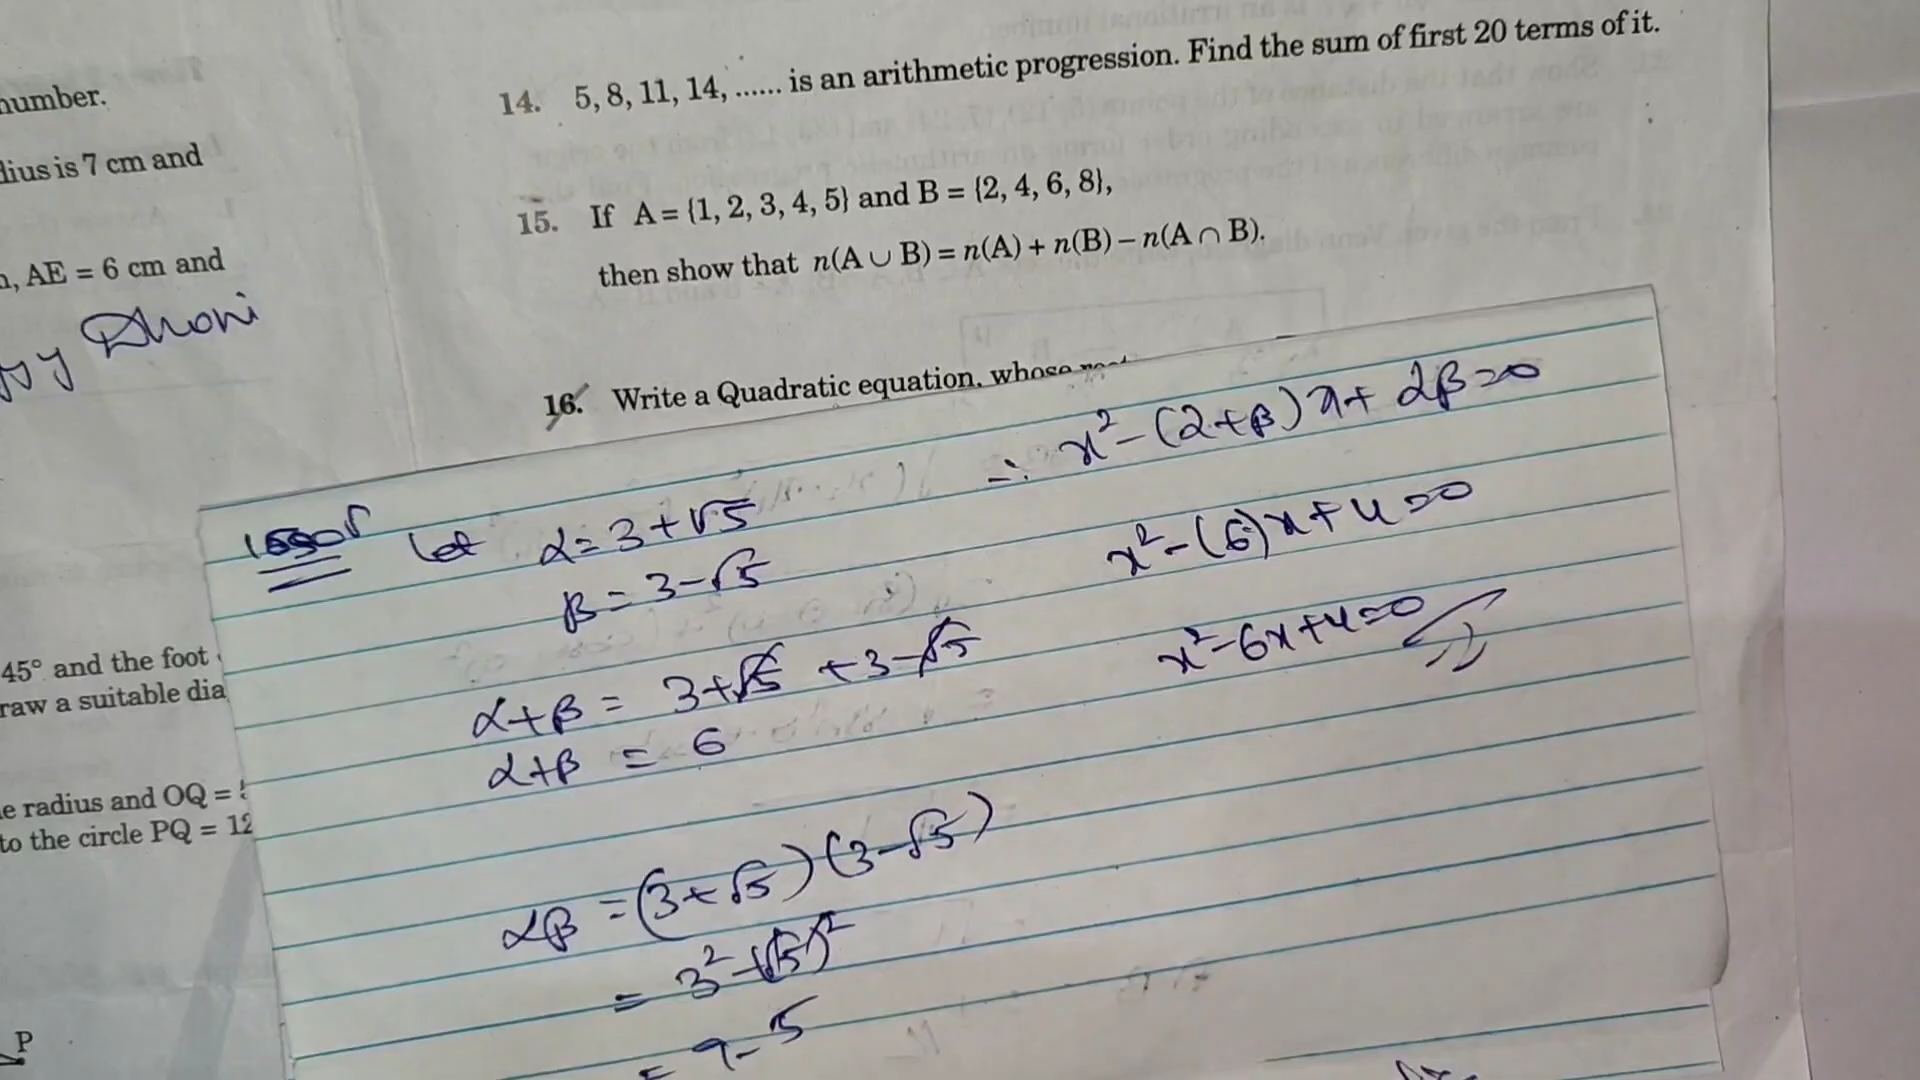 number.
dius is 7 cm and
, AE = 6 cm and
Dhoni
45° and the foot
raw a suitable dia
e radius and OQ =
to the circle PQ = 12
P
14. 5, 8, 11, 14, ...... is an arithmetic progression. Find the sum of first 20 terms of it.
15. If A = {1, 2, 3, 4, 5} and B = {2, 4, 6, 8},
then show that n(A ∪ B) = n(A) + n(B) – n(A ∩ B).
16. Write a Quadratic equation, whose
Let α = 3+√5
β = 3-√5
α+β = 3+√5 +3-√5
α+β = 6
αβ = (3+√5)(3-√5)
= 3²-(√5)²
= 9-5
∴ x²-(α+β)x+αβ=0
x²-(6)x+4=0
x²-6x+4=0